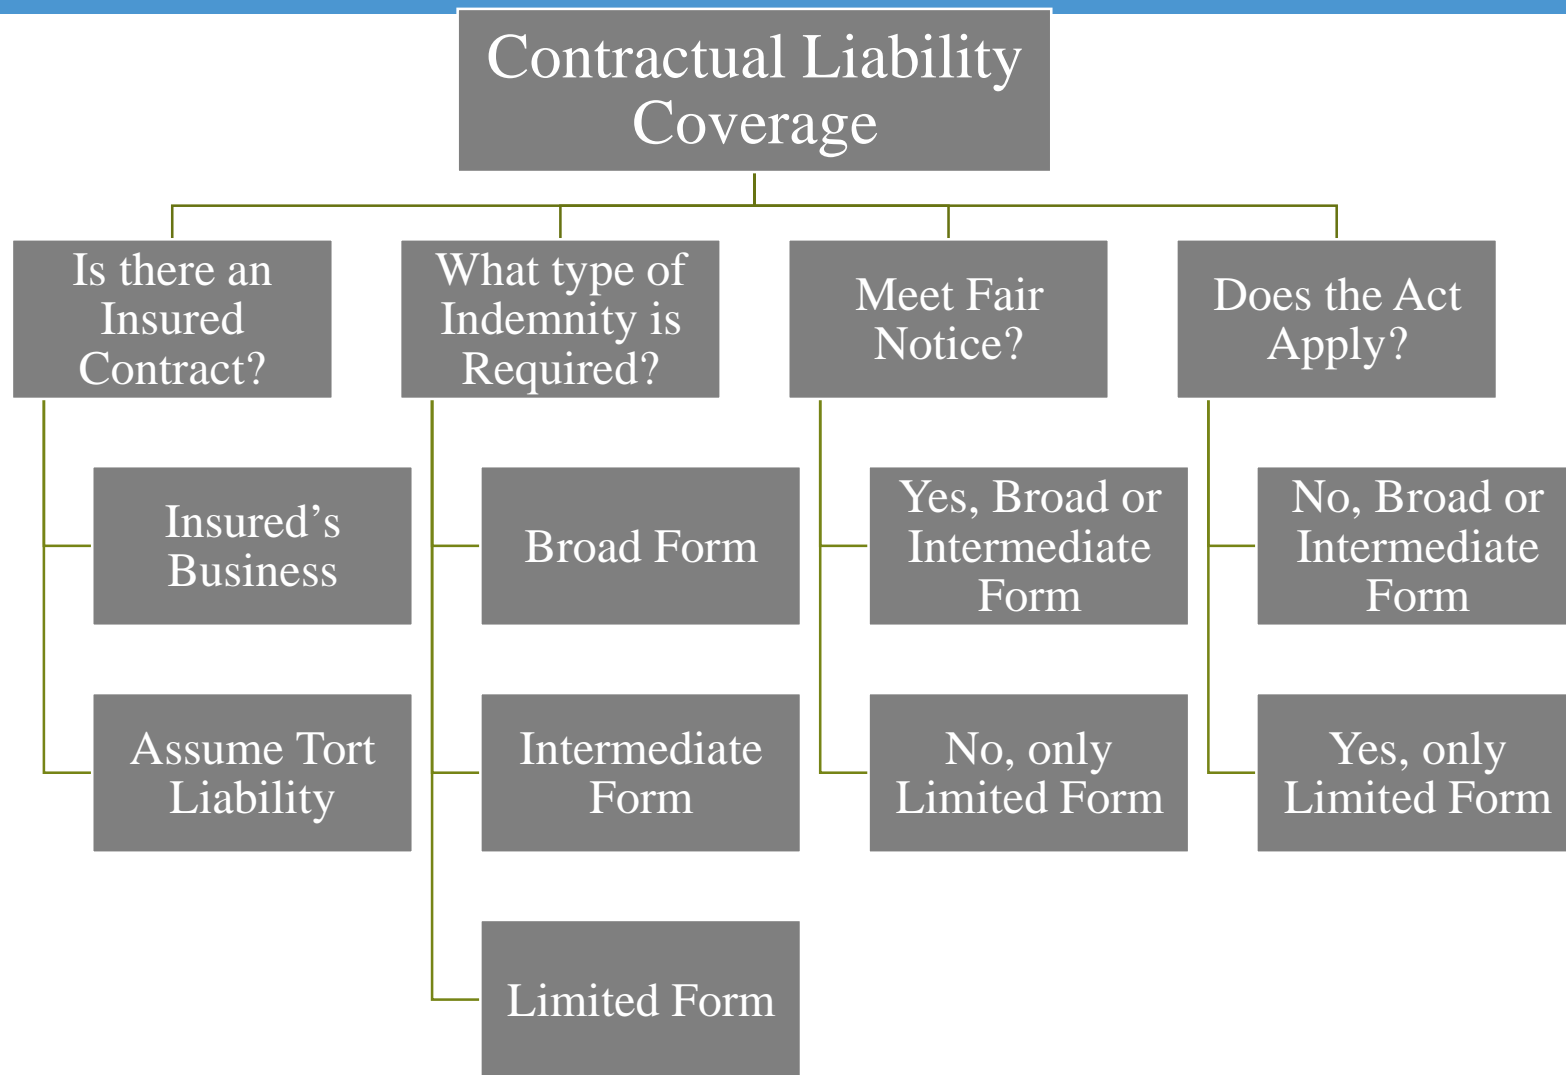 Contractual Liability
Coverage
Is there an
Insured
Contract?
Insured’s
Business
Assume Tort
Liability
What type of
Indemnity is
Required?
Broad Form
Intermediate
Form
Limited Form
Meet Fair
Notice?
Yes, Broad or
Intermediate
Form
No, only
Limited Form
Does the Act
Apply?
No, Broad or
Intermediate
Form
Yes, only
Limited Form